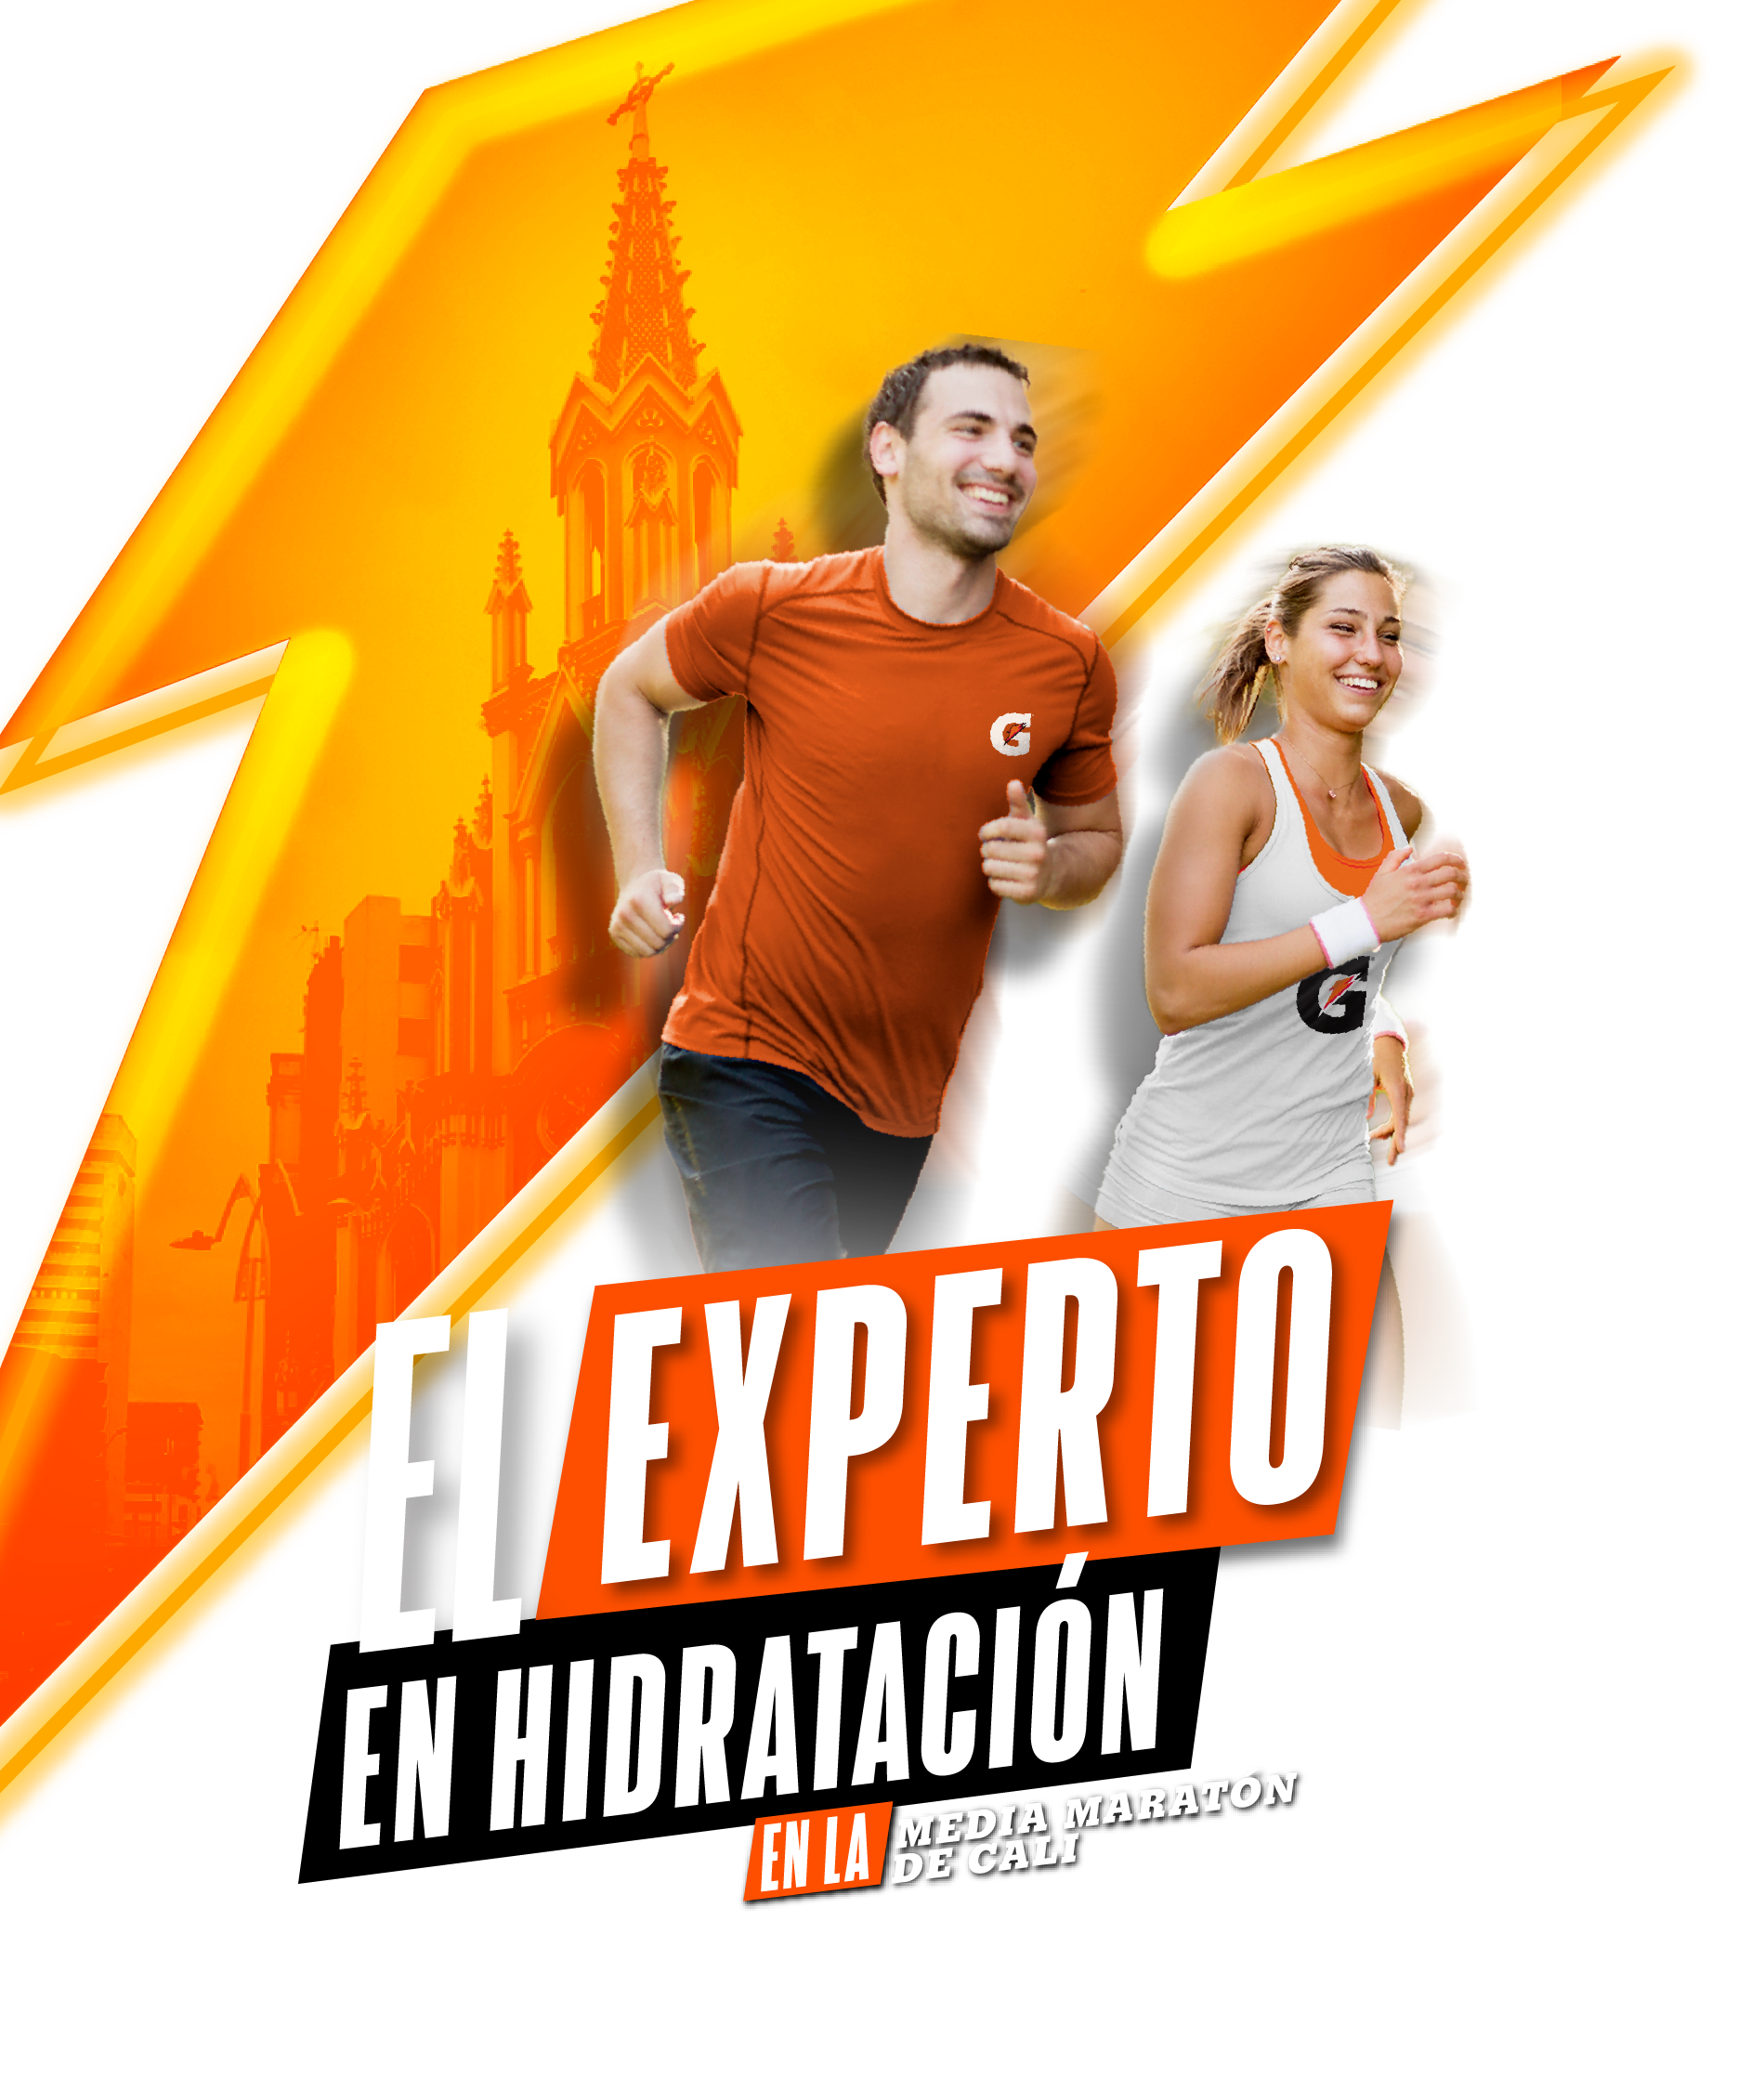 G
G
EL EXPERTO
EN HIDRATACIÓN
EN LA MEDIA MARATÓN
DE CALI